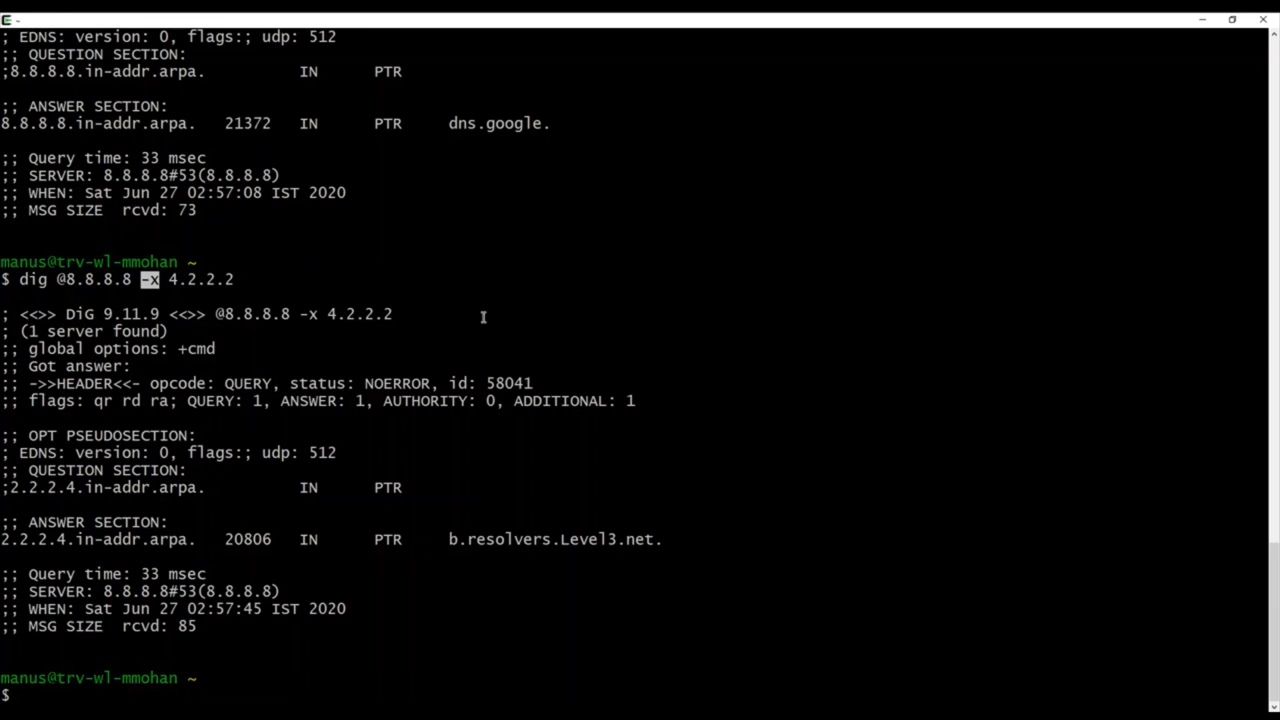 ~
; EDNS: version: 0, flags:; udp: 512
;; QUESTION SECTION:
;8.8.8.8.in-addr.arpa. IN PTR
;; ANSWER SECTION:
8.8.8.8.in-addr.arpa. 21372 IN PTR dns.google.
;; Query time: 33 msec
;; SERVER: 8.8.8.8#53(8.8.8.8)
;; WHEN: Sat Jun 27 02:57:08 IST 2020
;; MSG SIZE rcvd: 73
manus@trv-wl-mmohan ~
$ dig @8.8.8.8 -x 4.2.2.2
; <<>> DiG 9.11.9 <<>> @8.8.8.8 -x 4.2.2.2
; (1 server found)
;; global options: +cmd
;; Got answer:
;; ->>HEADER<<- opcode: QUERY, status: NOERROR, id: 58041
;; flags: qr rd ra; QUERY: 1, ANSWER: 1, AUTHORITY: 0, ADDITIONAL: 1
;; OPT PSEUDOSECTION:
; EDNS: version: 0, flags:; udp: 512
;; QUESTION SECTION:
;2.2.2.4.in-addr.arpa. IN PTR
;; ANSWER SECTION:
2.2.2.4.in-addr.arpa. 20806 IN PTR b.resolvers.Level3.net.
;; Query time: 33 msec
;; SERVER: 8.8.8.8#53(8.8.8.8)
;; WHEN: Sat Jun 27 02:57:45 IST 2020
;; MSG SIZE rcvd: 85
manus@trv-wl-mmohan ~
$